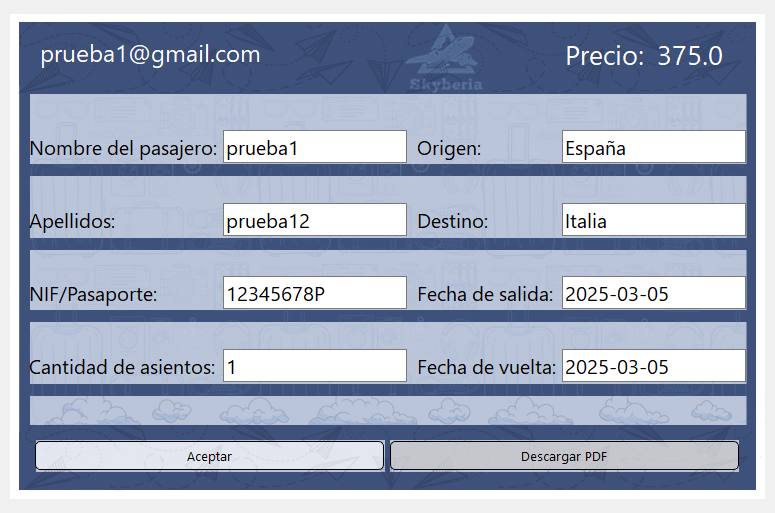 prueba1@gmail.com
Skyberia
Precio: 375.0
Nombre del pasajero: prueba1 Origen: España
Apellidos: prueba12 Destino: Italia
NIF/Pasaporte: 12345678P Fecha de salida: 2025-03-05
Cantidad de asientos: 1 Fecha de vuelta: 2025-03-05
Aceptar Descargar PDF